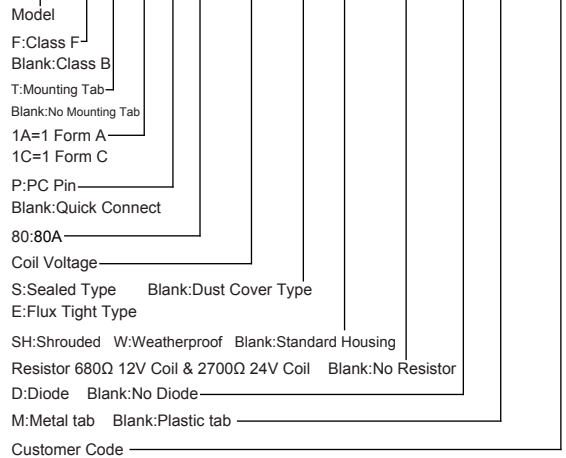 Model
F:Class F
Blank:Class B
T:Mounting Tab
Blank:No Mounting Tab
1A=1 Form A
1C=1 Form C
P:PC Pin
Blank:Quick Connect
80:80A
Coil Voltage
S:Sealed Type Blank:Dust Cover Type
E:Flux Tight Type
SH:Shrouded W:Weatherproof Blank:Standard Housing
Resistor 680Ω 12V Coil & 2700Ω 24V Coil Blank:No Resistor
D:Diode Blank:No Diode
M:Metal tab Blank:Plastic tab
Customer Code